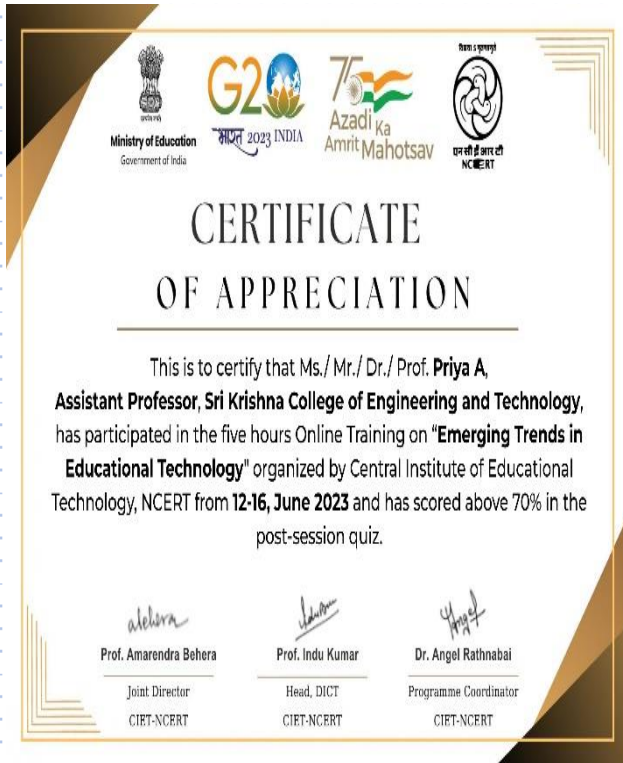 Ministry of Education
Government of India
G20
भारत 2023 INDIA
75
Azadi Ka
Amrit Mahotsav
विद्यया ऽ मृतमश्नुते
एन सी ई आर टी
NCERT
CERTIFICATE
OF APPRECIATION
This is to certify that Ms./ Mr./ Dr./ Prof. Priya A,
Assistant Professor, Sri Krishna College of Engineering and Technology,
has participated in the five hours Online Training on "Emerging Trends in
Educational Technology" organized by Central Institute of Educational
Technology, NCERT from 12-16, June 2023 and has scored above 70% in the
post-session quiz.
Prof. Amarendra Behera
Prof. Indu Kumar
Dr. Angel Rathnabai
Joint Director
Head, DICT
Programme Coordinator
CIET-NCERT
CIET-NCERT
CIET-NCERT